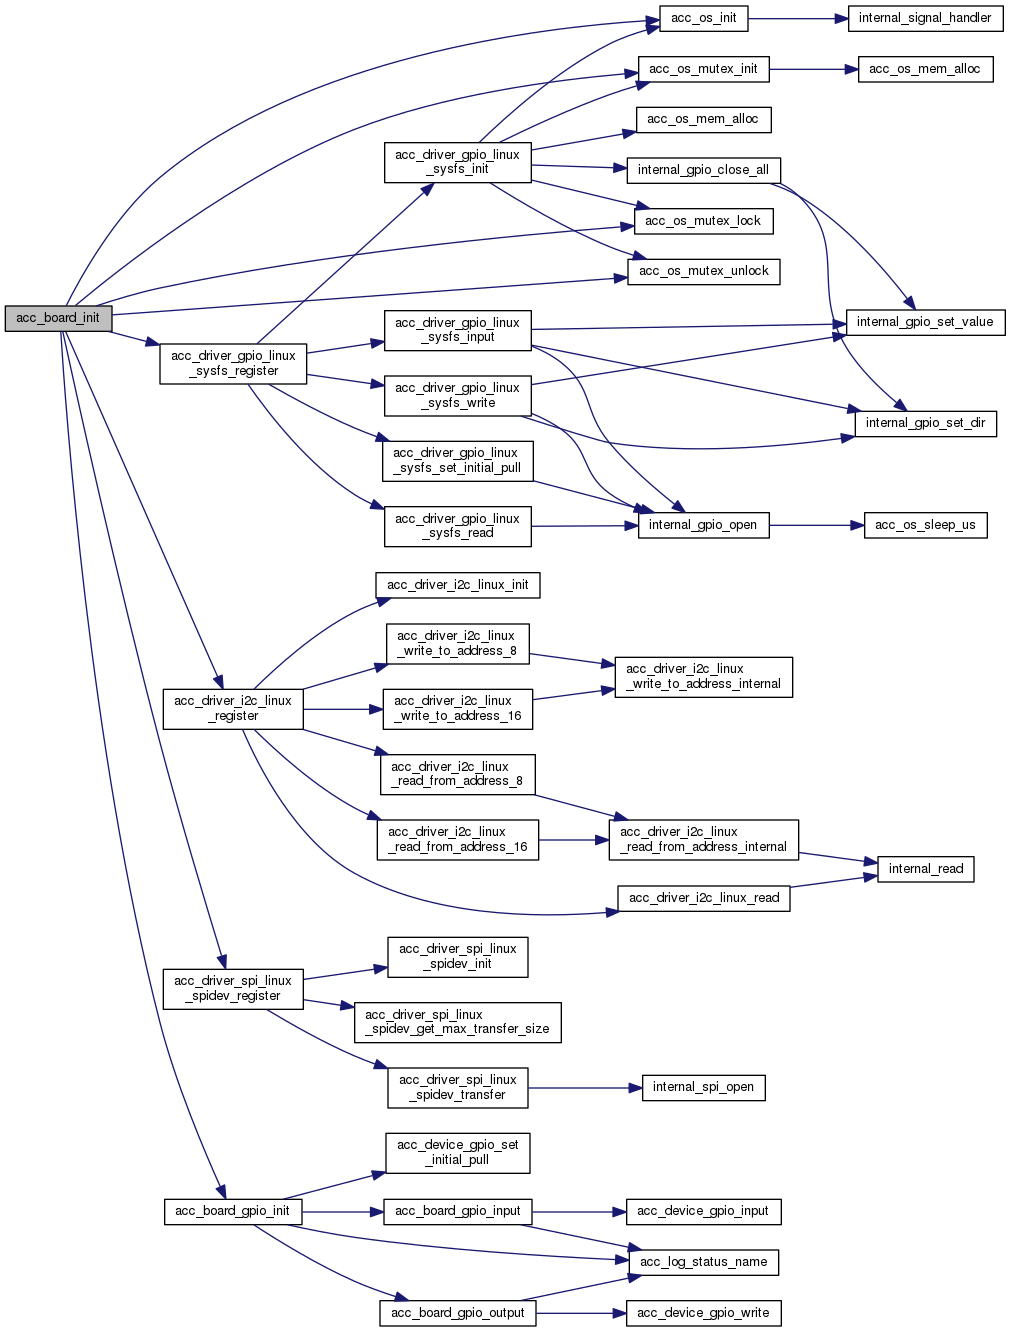 acc_os_init
internal_signal_handler
acc_os_mutex_init
acc_os_mem_alloc
acc_os_mem_alloc
acc_driver_gpio_linux
_sysfs_init
internal_gpio_close_all
acc_os_mutex_lock
acc_os_mutex_unlock
acc_board_init
acc_driver_gpio_linux
_sysfs_register
acc_driver_gpio_linux
_sysfs_input
internal_gpio_set_value
acc_driver_gpio_linux
_sysfs_write
internal_gpio_set_dir
acc_driver_gpio_linux
_sysfs_set_initial_pull
acc_driver_gpio_linux
_sysfs_read
internal_gpio_open
acc_os_sleep_us
acc_driver_i2c_linux_init
acc_driver_i2c_linux
_write_to_address_8
acc_driver_i2c_linux
_write_to_address_internal
acc_driver_i2c_linux
_register
acc_driver_i2c_linux
_write_to_address_16
acc_driver_i2c_linux
_read_from_address_8
acc_driver_i2c_linux
_read_from_address_16
acc_driver_i2c_linux
_read_from_address_internal
internal_read
acc_driver_i2c_linux_read
acc_driver_spi_linux
_spidev_init
acc_driver_spi_linux
_spidev_register
acc_driver_spi_linux
_spidev_get_max_transfer_size
acc_driver_spi_linux
_spidev_transfer
internal_spi_open
acc_device_gpio_set
_initial_pull
acc_board_gpio_init
acc_board_gpio_input
acc_device_gpio_input
acc_log_status_name
acc_board_gpio_output
acc_device_gpio_write